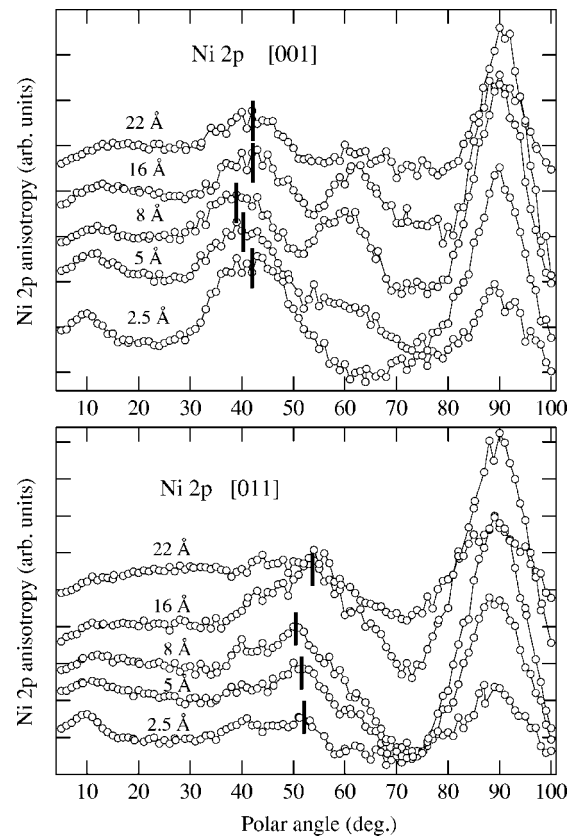 Ni 2p [001]
Ni 2p anisotropy (arb. units)
22 Å
16 Å
8 Å
5 Å
2.5 Å
10 20 30 40 50 60 70 80 90 100
Ni 2p [011]
Ni 2p anisotropy (arb. units)
22 Å
16 Å
8 Å
5 Å
2.5 Å
10 20 30 40 50 60 70 80 90 100
Polar angle (deg.)